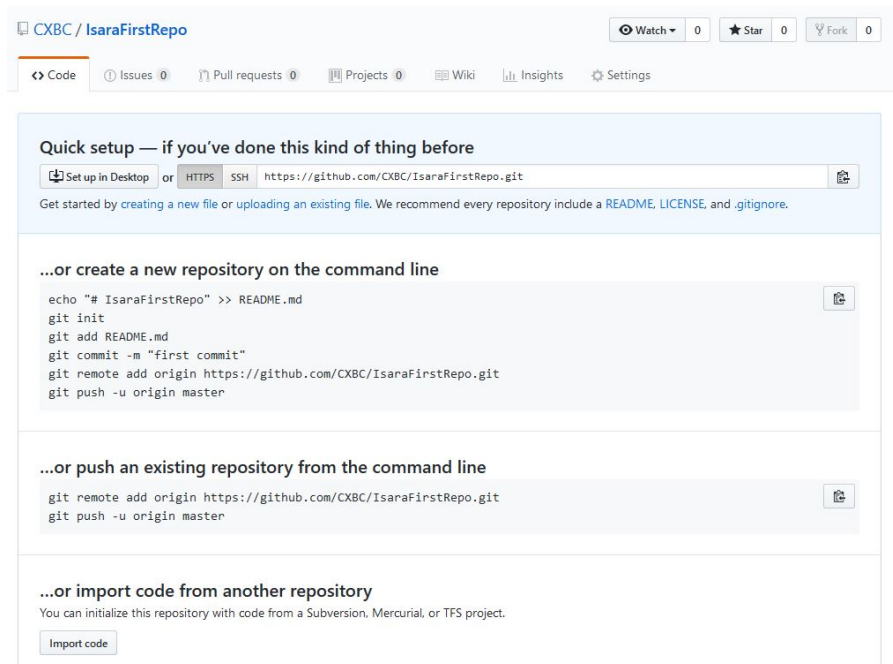 CXBC / IsaraFirstRepo
Watch 0 Star 0 Fork 0
Code Issues 0 Pull requests 0 Projects 0 Wiki Insights Settings
Quick setup — if you’ve done this kind of thing before
Set up in Desktop or HTTPS SSH https://github.com/CXBC/IsaraFirstRepo.git
Get started by creating a new file or uploading an existing file. We recommend every repository include a README, LICENSE, and .gitignore.
…or create a new repository on the command line
echo "# IsaraFirstRepo" >> README.md
git init
git add README.md
git commit -m "first commit"
git remote add origin https://github.com/CXBC/IsaraFirstRepo.git
git push -u origin master
…or push an existing repository from the command line
git remote add origin https://github.com/CXBC/IsaraFirstRepo.git
git push -u origin master
…or import code from another repository
You can initialize this repository with code from a Subversion, Mercurial, or TFS project.
Import code